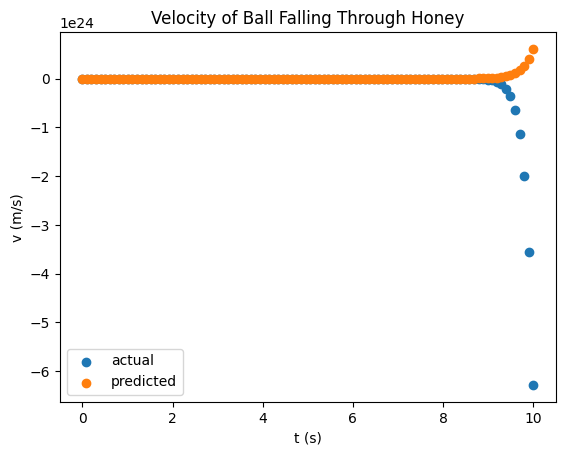 Velocity of Ball Falling Through Honey
1e24
0
−1
−2
−3
−4
−5
−6
v (m/s)
actual
predicted
0 2 4 6 8 10
t (s)